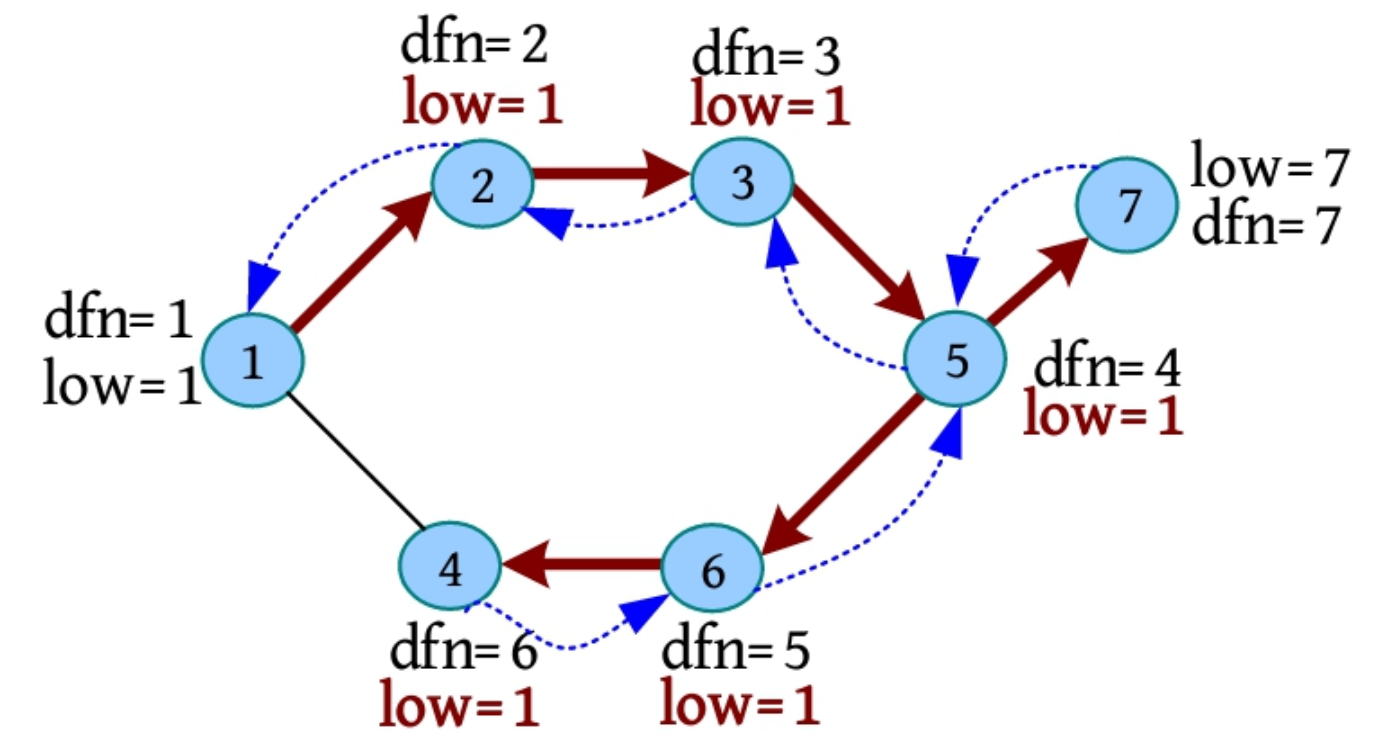 dfn= 2
low= 1
dfn= 3
low= 1
low= 7
dfn= 7
2
3
7
dfn= 1
low= 1
1
5
dfn= 4
low= 1
4
6
dfn= 6
low= 1
dfn= 5
low= 1